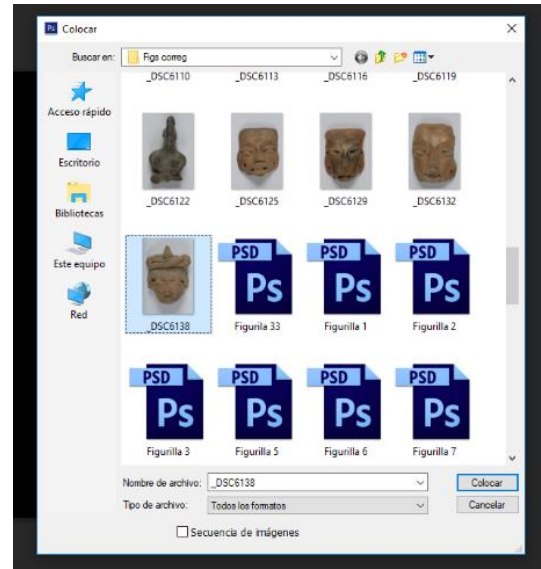 Ps Colocar
Buscar en: Figs correg
_DSC6110 _DSC6113 _DSC6116 _DSC6119
Acceso rápido
Escritorio
Bibliotecas
Este equipo
Red
_DSC6122 _DSC6125 _DSC6129 _DSC6132
PSD PSD PSD
Ps Ps Ps
_DSC6138 Figurila 33 Figurilla 1 Figurilla 2
PSD PSD PSD PSD
Ps Ps Ps Ps
Figurilla 3 Figurilla 5 Figurilla 6 Figurilla 7
Nombre de archivo: _DSC6138 Colocar
Tipo de archivo: Todos los formatos Cancelar
Secuencia de imágenes